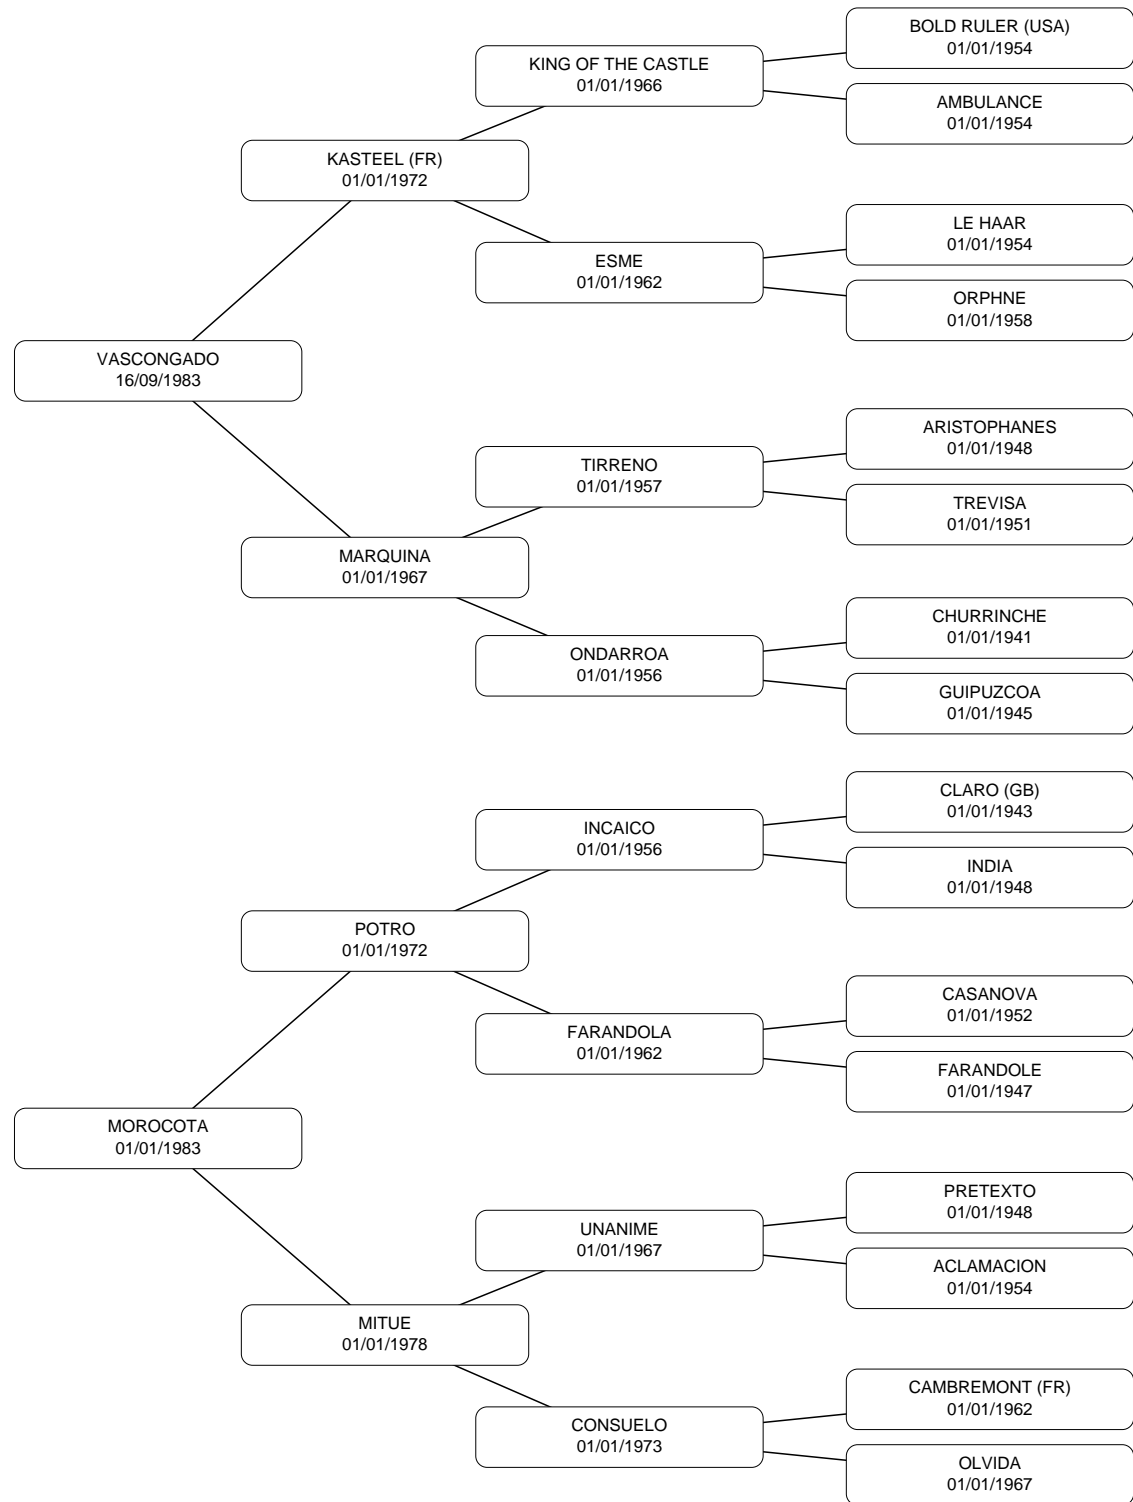 BOLD RULER (USA)
01/01/1954
KING OF THE CASTLE
01/01/1966
AMBULANCE
01/01/1954
KASTEEL (FR)
01/01/1972
LE HAAR
01/01/1954
ESME
01/01/1962
ORPHNE
01/01/1958
VASCONGADO
16/09/1983
ARISTOPHANES
01/01/1948
TIRRENO
01/01/1957
TREVISA
01/01/1951
MARQUINA
01/01/1967
CHURRINCHE
01/01/1941
ONDARROA
01/01/1956
GUIPUZCOA
01/01/1945
CLARO (GB)
01/01/1943
INCAICO
01/01/1956
INDIA
01/01/1948
POTRO
01/01/1972
CASANOVA
01/01/1952
FARANDOLA
01/01/1962
FARANDOLE
01/01/1947
MOROCOTA
01/01/1983
PRETEXTO
01/01/1948
UNANIME
01/01/1967
ACLAMACION
01/01/1954
MITUE
01/01/1978
CAMBREMONT (FR)
01/01/1962
CONSUELO
01/01/1973
OLVIDA
01/01/1967